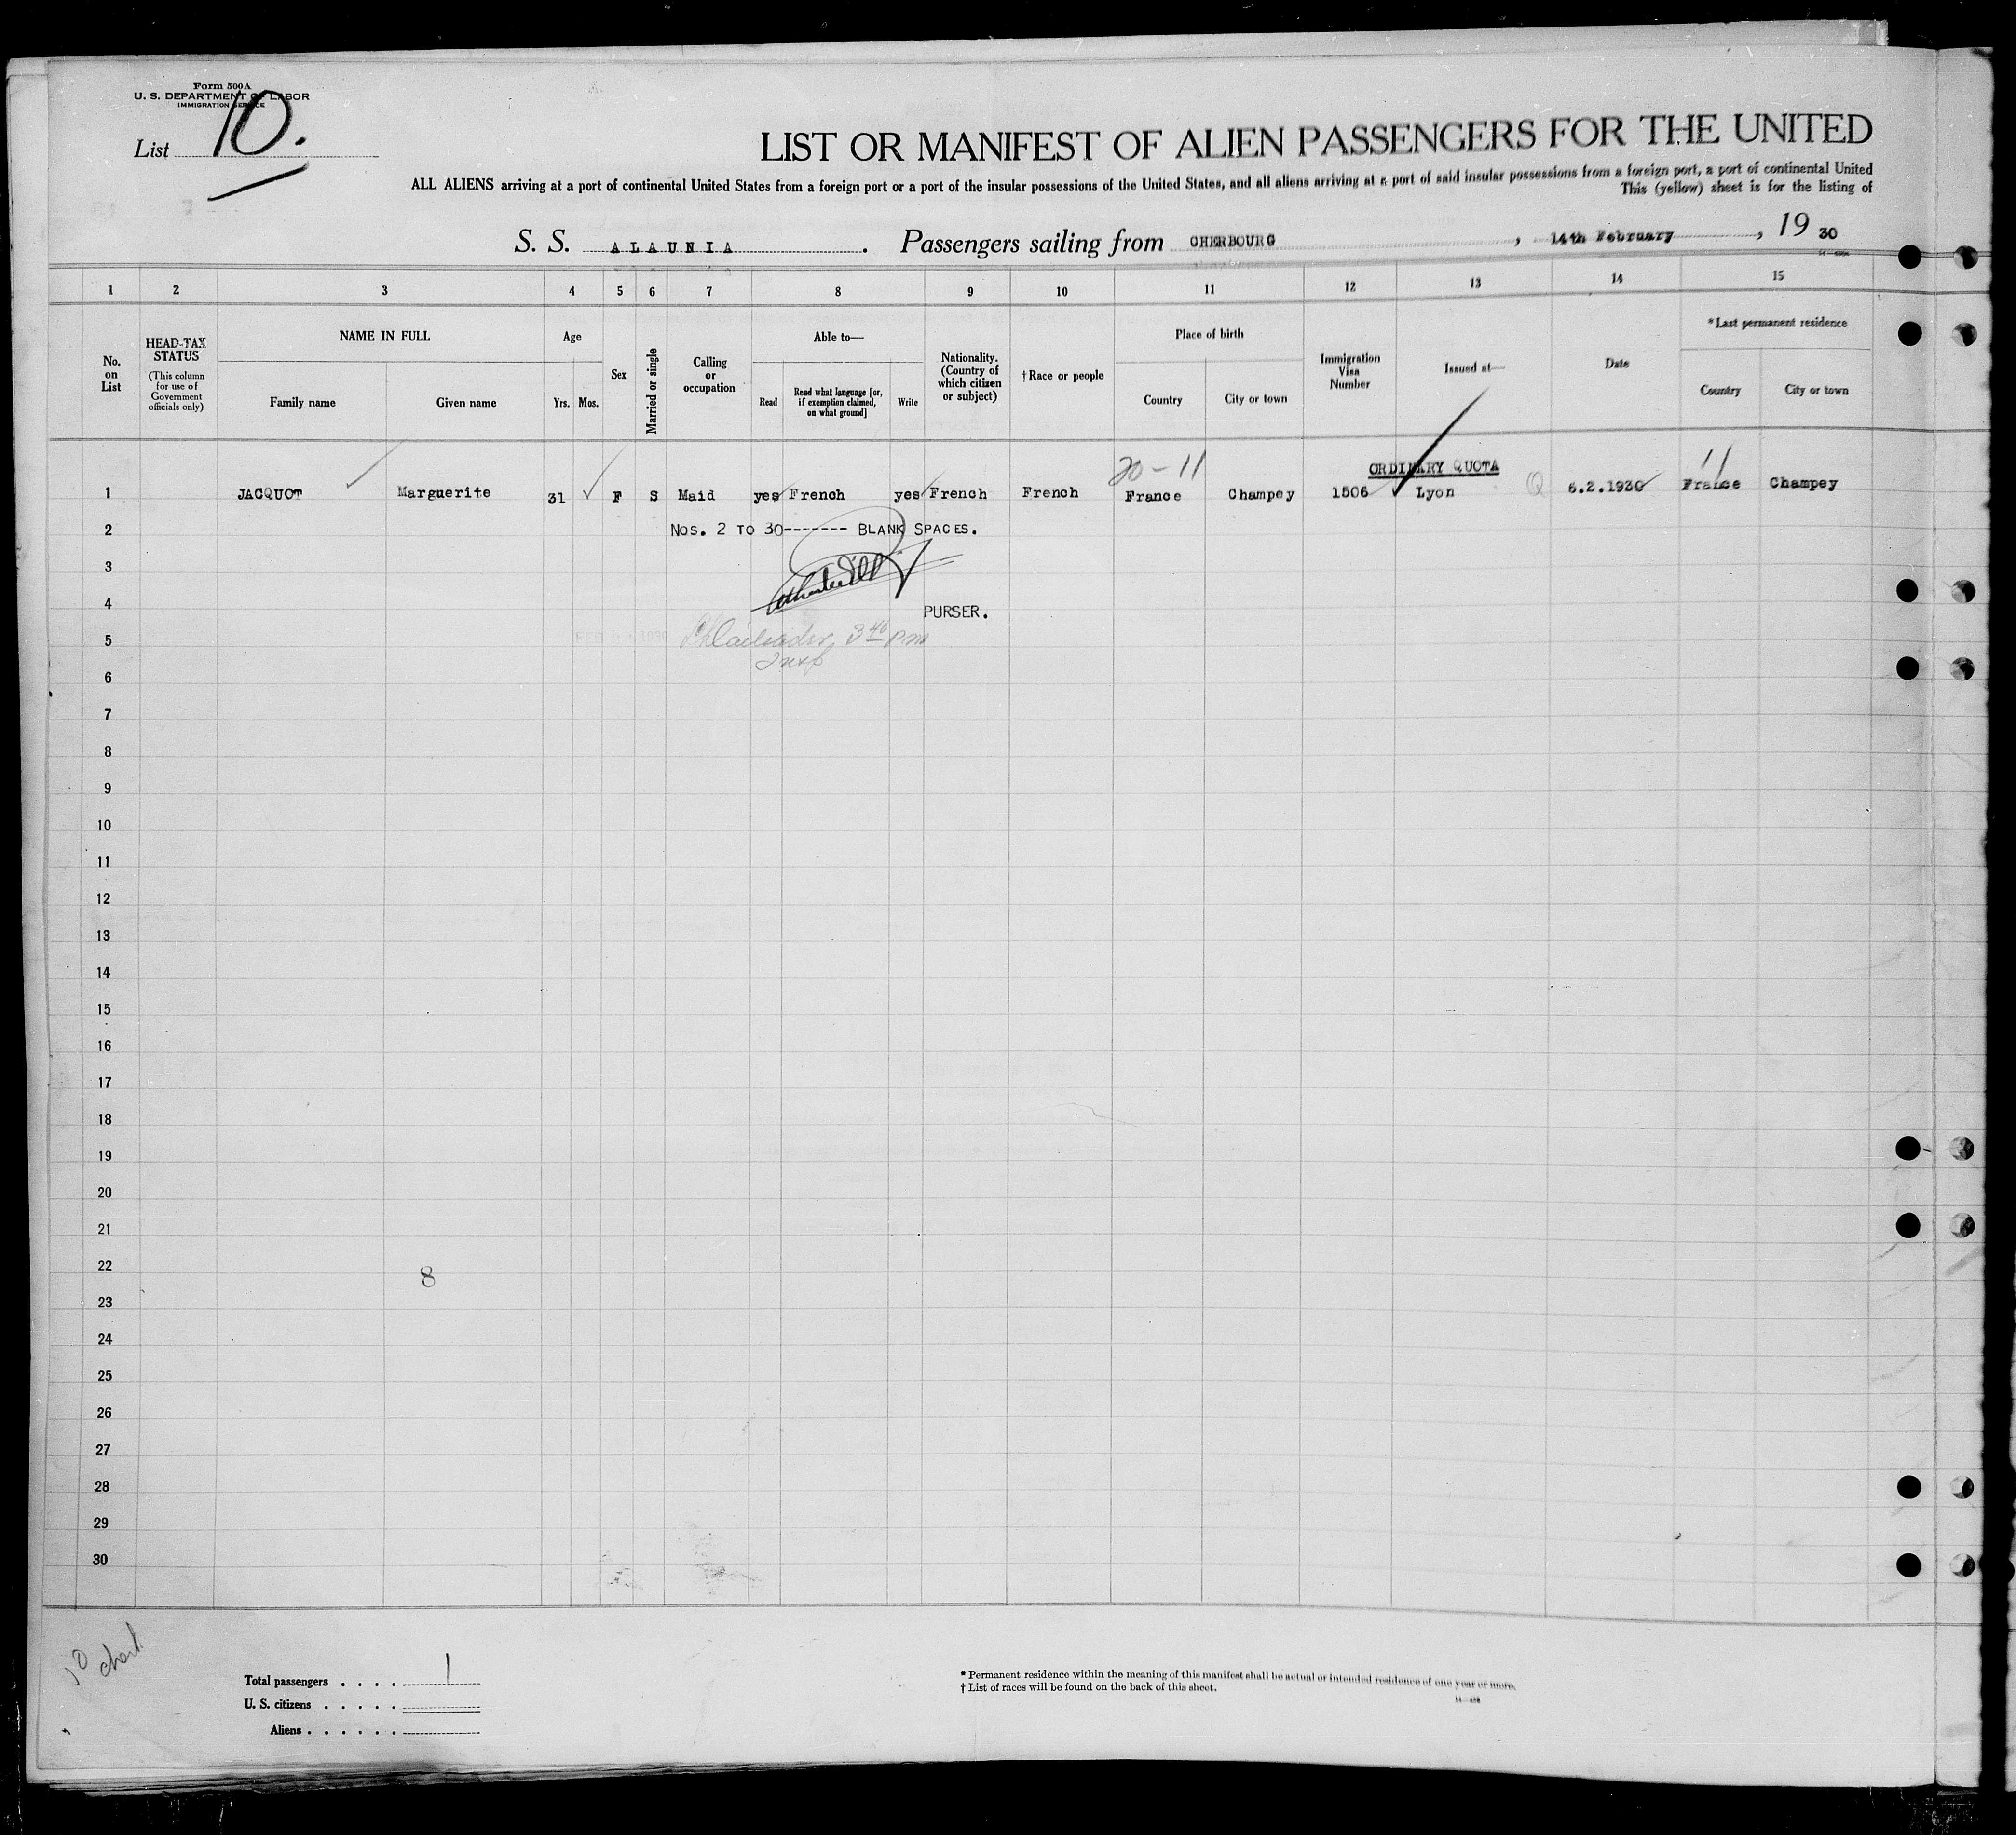 Form 500A
U. S. DEPARTMENT OF LABOR
IMMIGRATION SERVICE
List 10.
LIST OR MANIFEST OF ALIEN PASSENGERS FOR THE UNITED
ALL ALIENS arriving at a port of continental United States from a foreign port or a port of the insular possessions of the United States, and all aliens arriving at a port of said insular possessions from a foreign port, a port of continental United
This (yellow) sheet is for the listing of
S. S. ALAUNIA. Passengers sailing from CHERBOURG, 14th February, 19 30
1 2 3 4 5 6 7 8 9 10 11 12 13 14 15
No. on List
HEAD-TAX STATUS
(This column for use of Government officials only)
NAME IN FULL
Family name
Given name
Age
Yrs. Mos.
Sex
Married or single
Calling or occupation
Able to—
Read
Read what language [or, if exemption claimed, on what ground]
Write
Nationality. (Country of which citizen or subject)
†Race or people
Place of birth
Country
City or town
Immigration Visa Number
Issued at—
Date
*Last permanent residence
Country
City or town
20-11 ORDINARY QUOTA 11
1 JACQUOT Marguerite 31 F S Maid yes French yes French French France Champey 1506 Lyon Q 6.2.1930 France Champey
2 Nos. 2 TO 30------- BLANK SPACES.
3
4 PURSER.
5 3 40 pm
6 Insp
7
8
9
10
11
12
13
14
15
16
17
18
19
20
21
22 8
23
24
25
26
27
28
29
30
Total passengers . . . . 1
U. S. citizens . . . . .
Aliens . . . . . .
* Permanent residence within the meaning of this manifest shall be actual or intended residence of one year or more.
† List of races will be found on the back of this sheet.